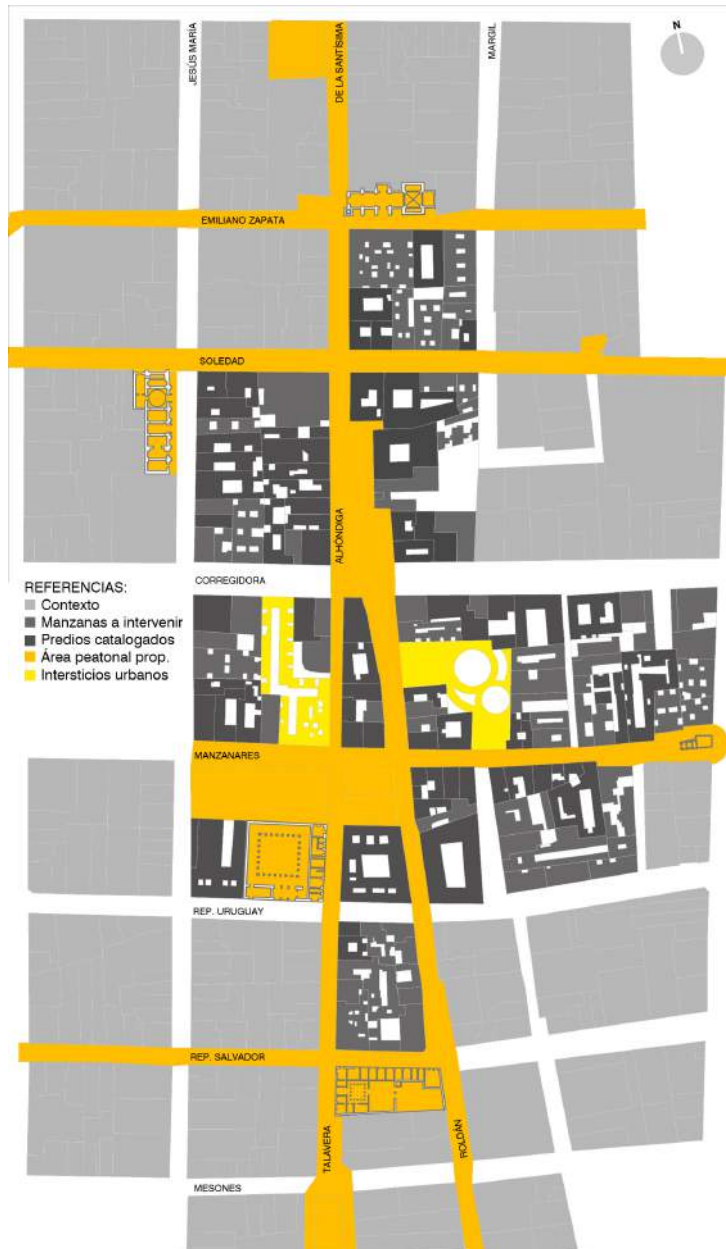 N
JESÚS MARÍA
DE LA SANTÍSIMA
MARGIL
EMILIANO ZAPATA
SOLEDAD
ALHÓNDIGA
CORREGIDORA
REFERENCIAS:
Contexto
Manzanas a intervenir
Predios catalogados
Área peatonal prop.
Intersticios urbanos
MANZANARES
REP. URUGUAY
REP. SALVADOR
TALAVERA
ROLDÁN
MESONES